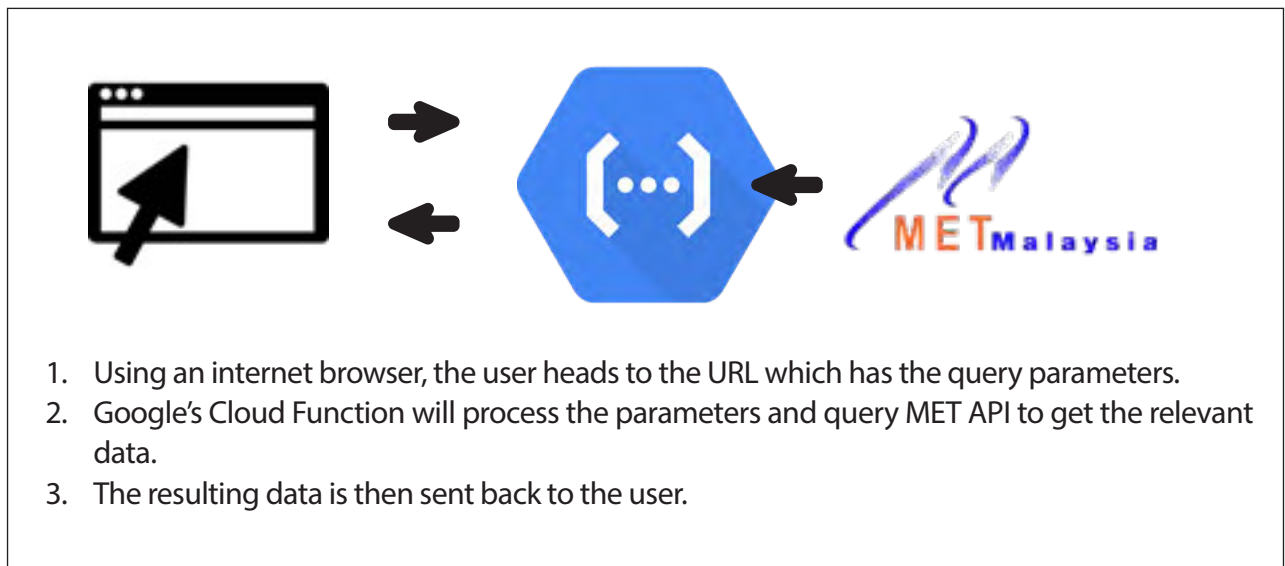 METMalaysia
1. Using an internet browser, the user heads to the URL which has the query parameters.
2. Google’s Cloud Function will process the parameters and query MET API to get the relevant
data.
3. The resulting data is then sent back to the user.